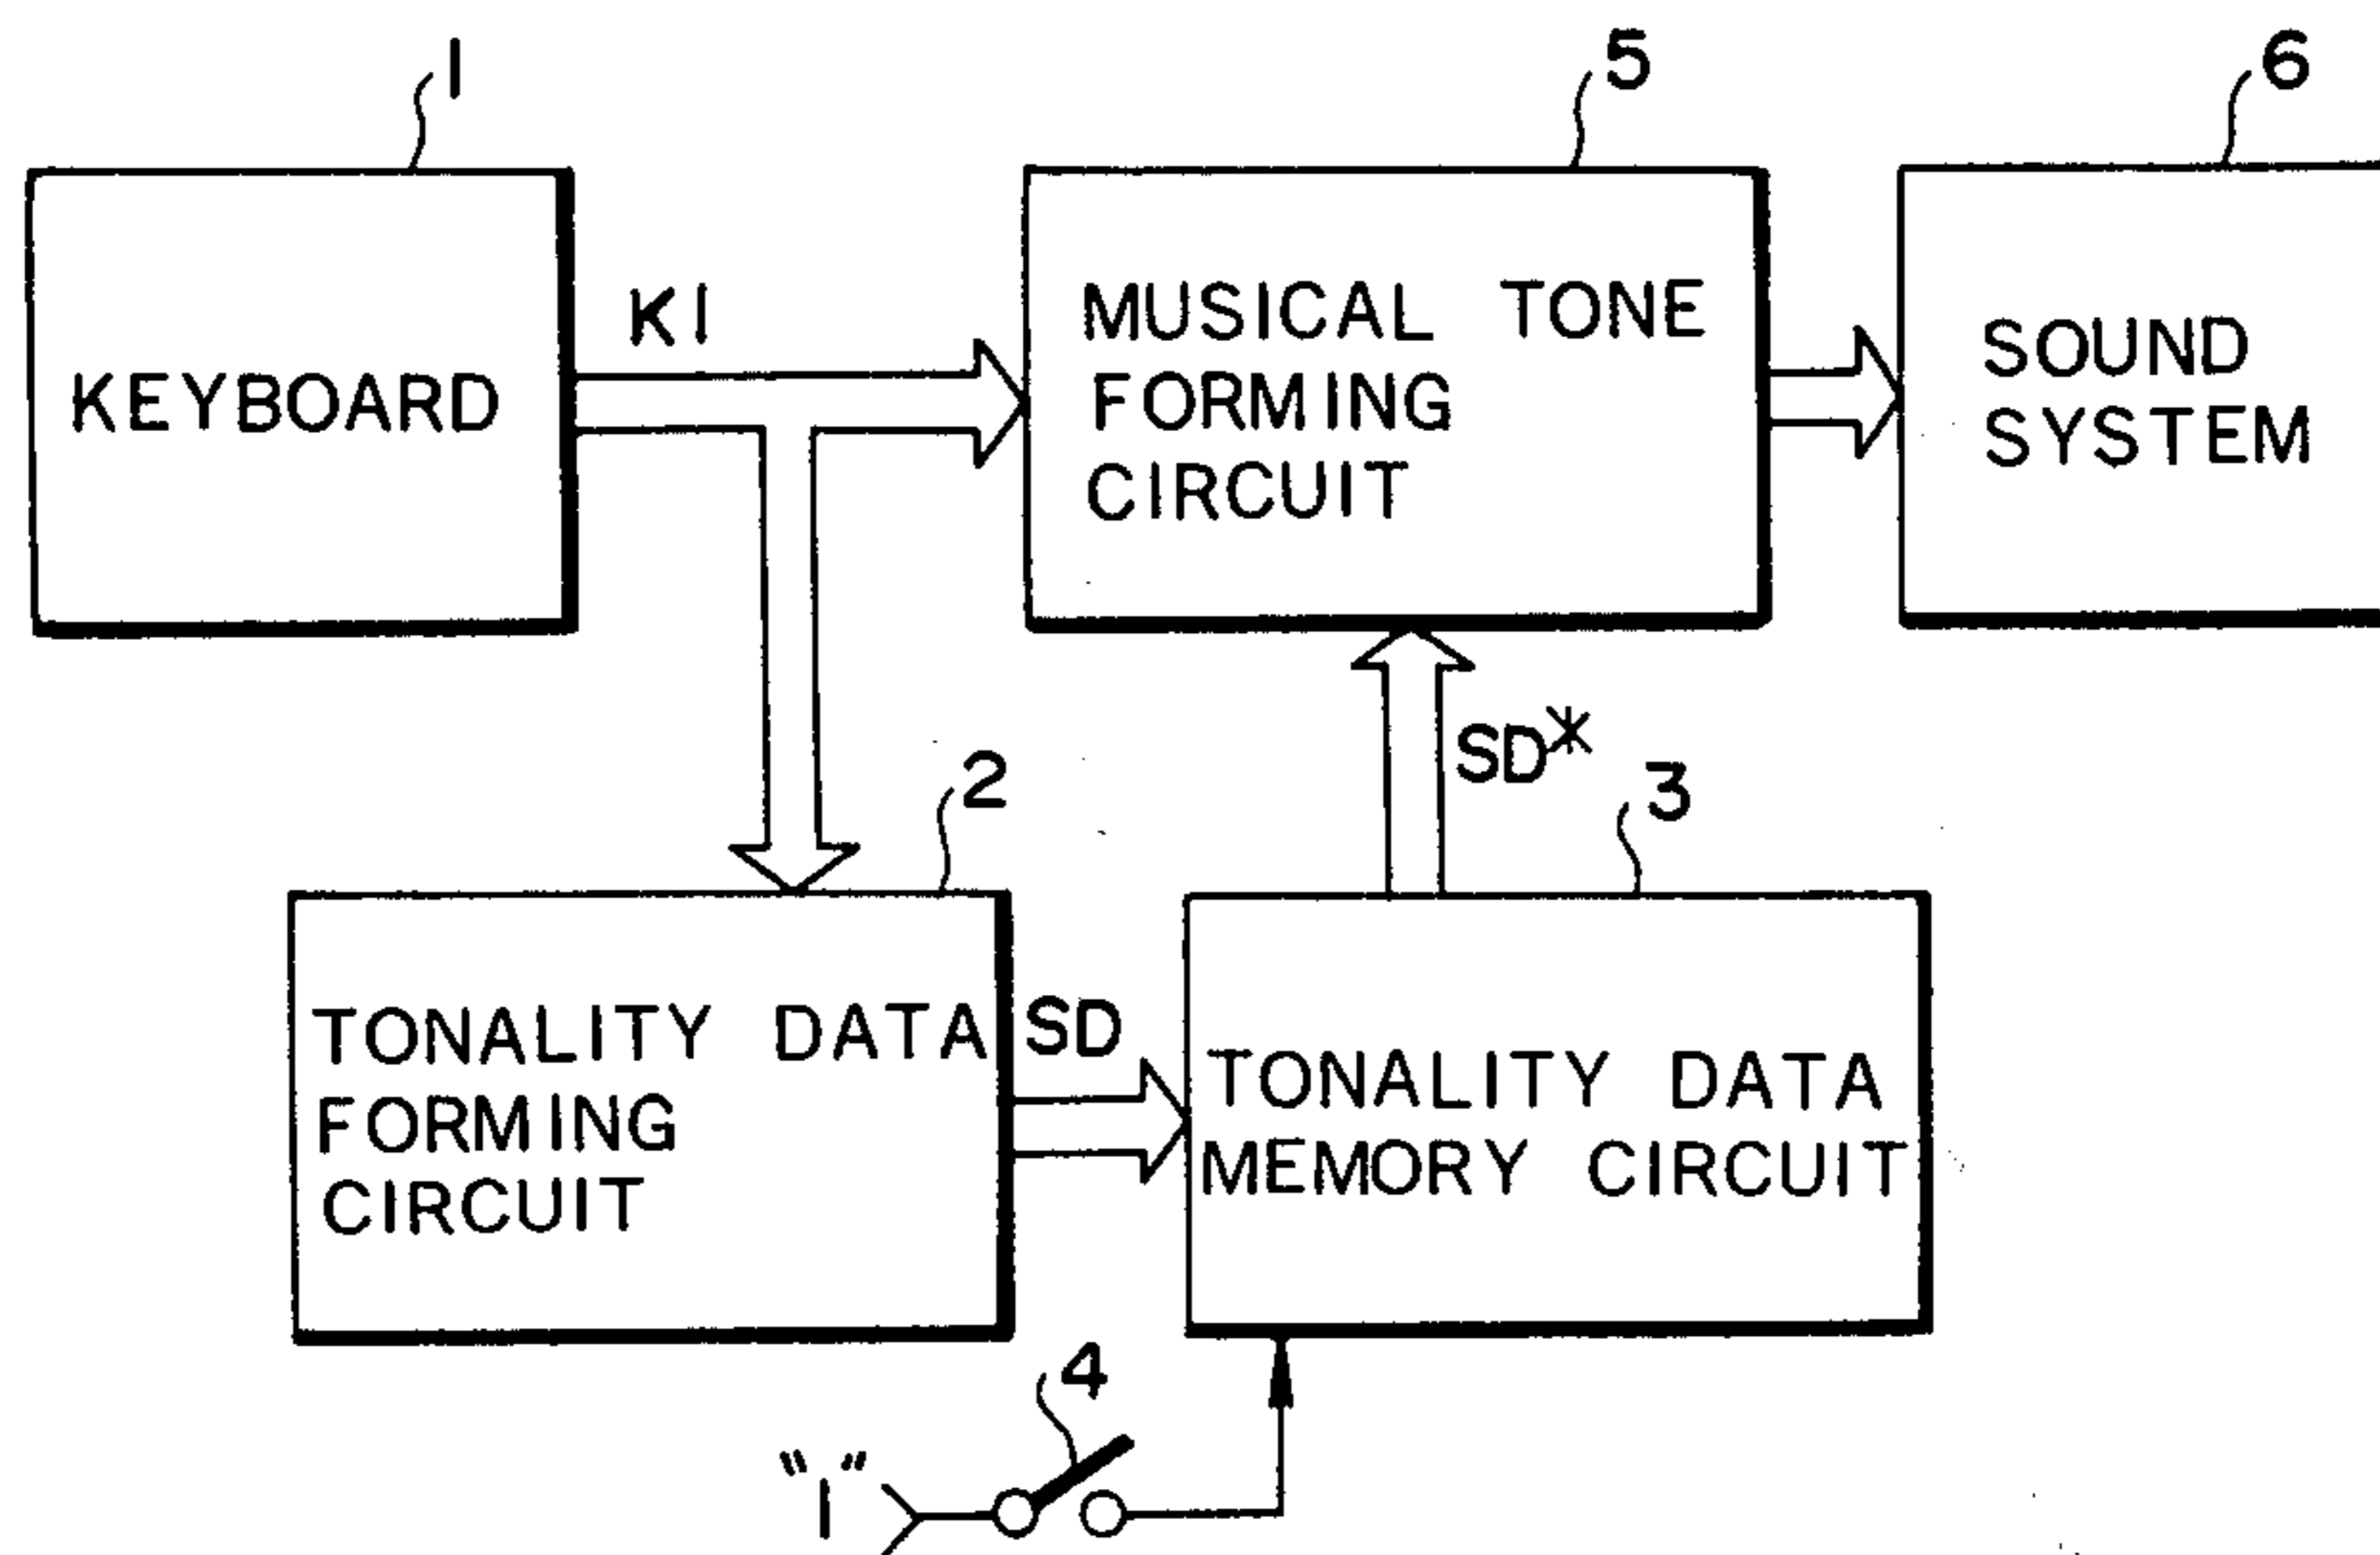 1
5
6
KEYBOARD
KI
MUSICAL TONE
FORMING
CIRCUIT
SOUND
SYSTEM
SD*
2
3
TONALITY DATA
FORMING
CIRCUIT
SD
TONALITY DATA
MEMORY CIRCUIT
4
"1"